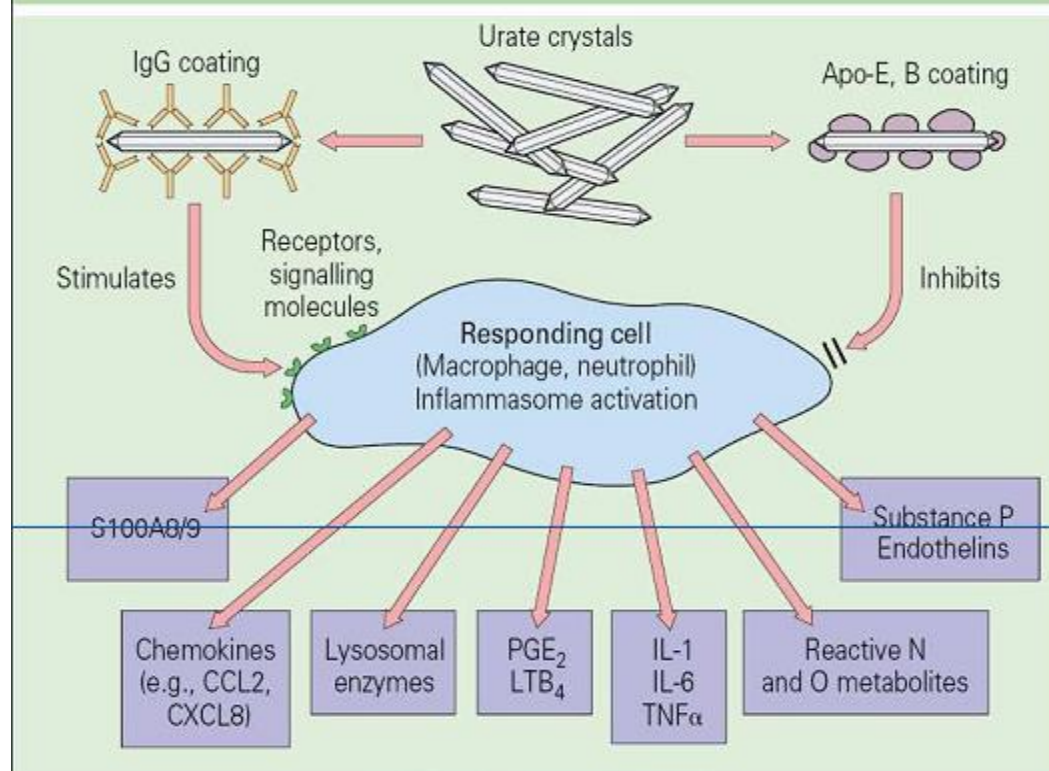 Urate crystals
IgG coating
Apo-E, B coating
Receptors,
signalling
molecules
Stimulates
Inhibits
Responding cell
(Macrophage, neutrophil)
Inflammasome activation
S100A8/9
Substance P
Endothelins
Chemokines
(e.g., CCL2,
CXCL8)
Lysosomal
enzymes
PGE₂
LTB₄
IL-1
IL-6
TNFα
Reactive N
and O metabolites